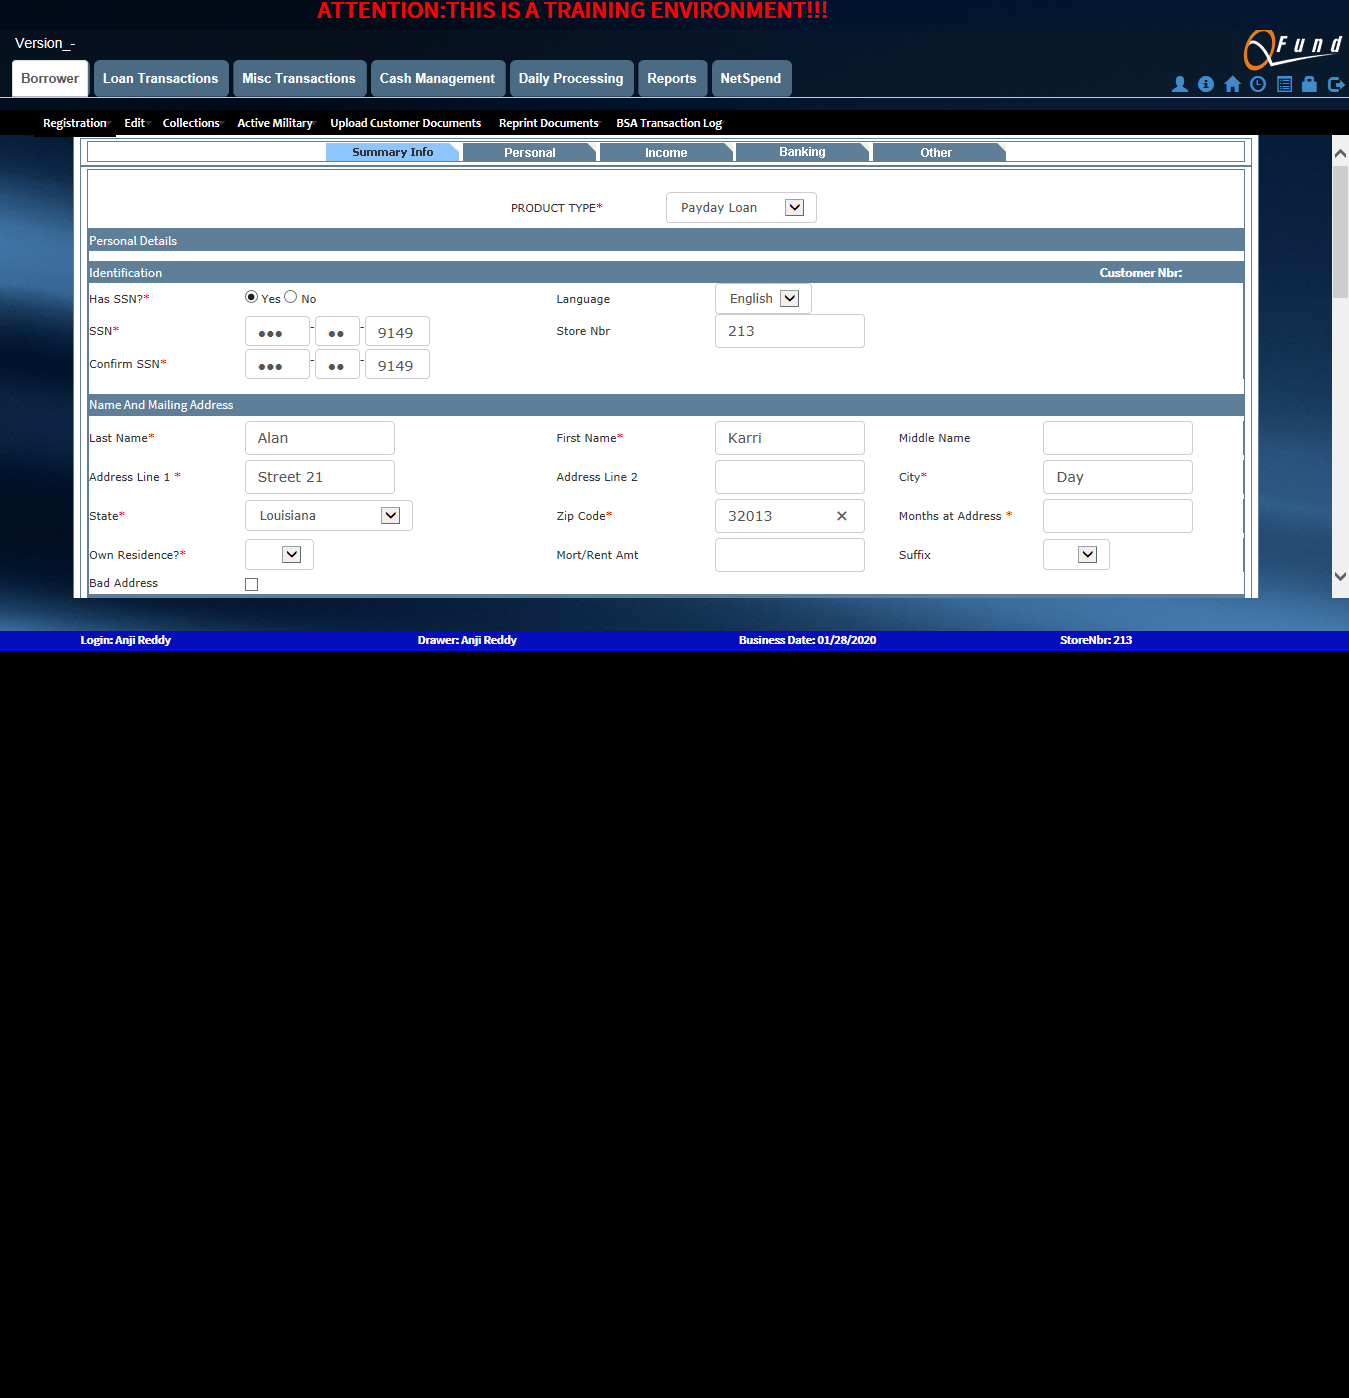 ATTENTION:THIS IS A TRAINING ENVIRONMENT!!!
Version_-
QFund
Borrower Loan Transactions Misc Transactions Cash Management Daily Processing Reports NetSpend
Registration Edit Collections Active Military Upload Customer Documents Reprint Documents BSA Transaction Log
Summary Info Personal Income Banking Other
PRODUCT TYPE* Payday Loan
Personal Details
Identification Customer Nbr:
Has SSN?* Yes No Language English
SSN* •••-••-9149 Store Nbr 213
Confirm SSN* •••-••-9149
Name And Mailing Address
Last Name* Alan First Name* Karri Middle Name
Address Line 1 * Street 21 Address Line 2 City* Day
State* Louisiana Zip Code* 32013 Months at Address *
Own Residence?* Mort/Rent Amt Suffix
Bad Address
Login: Anji Reddy Drawer: Anji Reddy Business Date: 01/28/2020 StoreNbr: 213